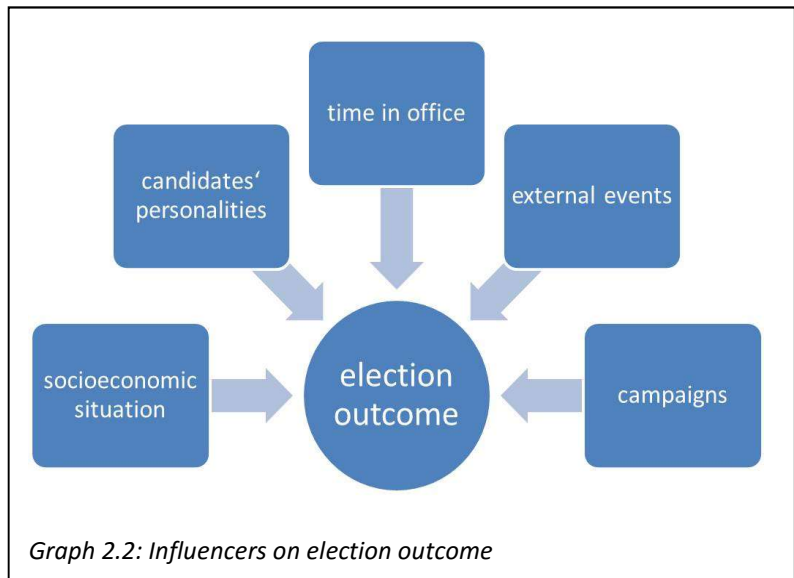 time in office
candidates‘
personalities
external events
socioeconomic
situation
election
outcome
campaigns
Graph 2.2: Influencers on election outcome